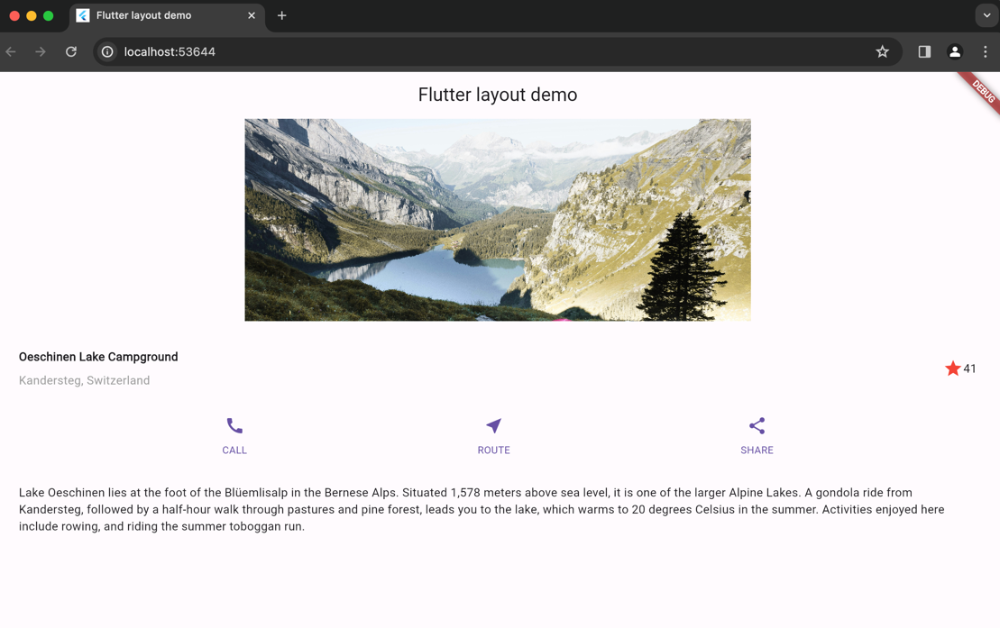 Flutter layout demo
localhost:53644
DEBUG
Flutter layout demo
Oeschinen Lake Campground
Kandersteg, Switzerland
41
CALL
ROUTE
SHARE
Lake Oeschinen lies at the foot of the Blüemlisalp in the Bernese Alps. Situated 1,578 meters above sea level, it is one of the larger Alpine Lakes. A gondola ride from
Kandersteg, followed by a half-hour walk through pastures and pine forest, leads you to the lake, which warms to 20 degrees Celsius in the summer. Activities enjoyed here
include rowing, and riding the summer toboggan run.